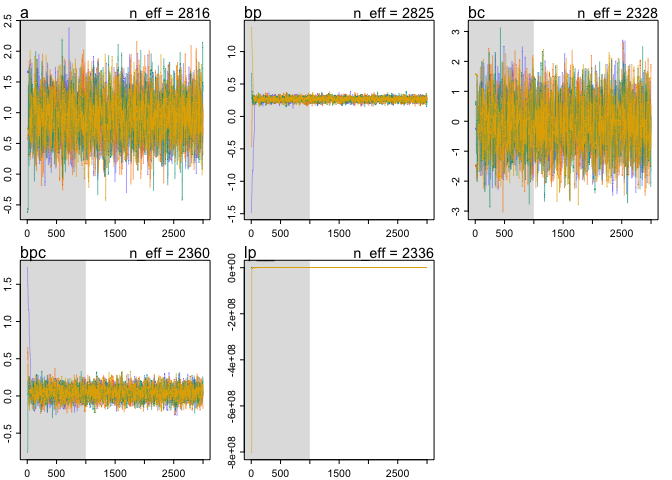 a n_eff = 2816
-0.5 0.0 0.5 1.0 1.5 2.0 2.5
0 500 1500 2500
bp n_eff = 2825
-1.5 -1.0 -0.5 0.0 0.5 1.0
0 500 1500 2500
bc n_eff = 2328
-3 -2 -1 0 1 2 3
0 500 1500 2500
bpc n_eff = 2360
-0.5 0.0 0.5 1.0 1.5
0 500 1500 2500
lp n_eff = 2336
-8e+08 -6e+08 -4e+08 -2e+08 0e+00
0 500 1500 2500